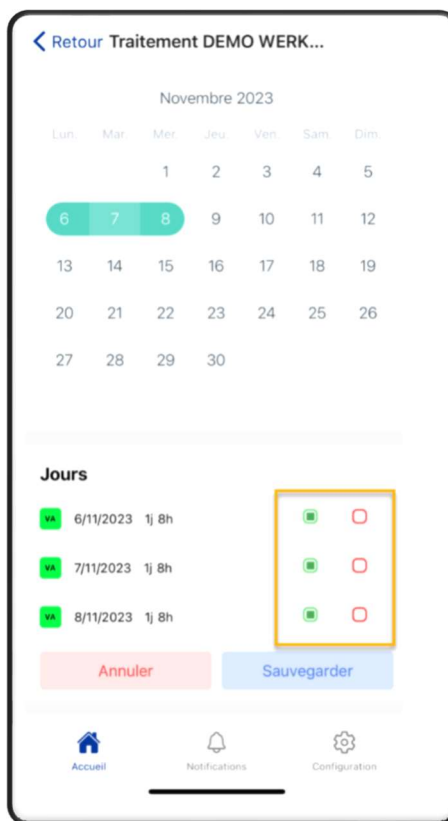 Retour Traitement DEMO WERK...
Novembre 2023
Lun. Mar. Mer. Jeu. Ven. Sam. Dim.
1 2 3 4 5
6 7 8 9 10 11 12
13 14 15 16 17 18 19
20 21 22 23 24 25 26
27 28 29 30
Jours
VA 6/11/2023 1j 8h
VA 7/11/2023 1j 8h
VA 8/11/2023 1j 8h
Annuler Sauvegarder
Accueil Notifications Configuration